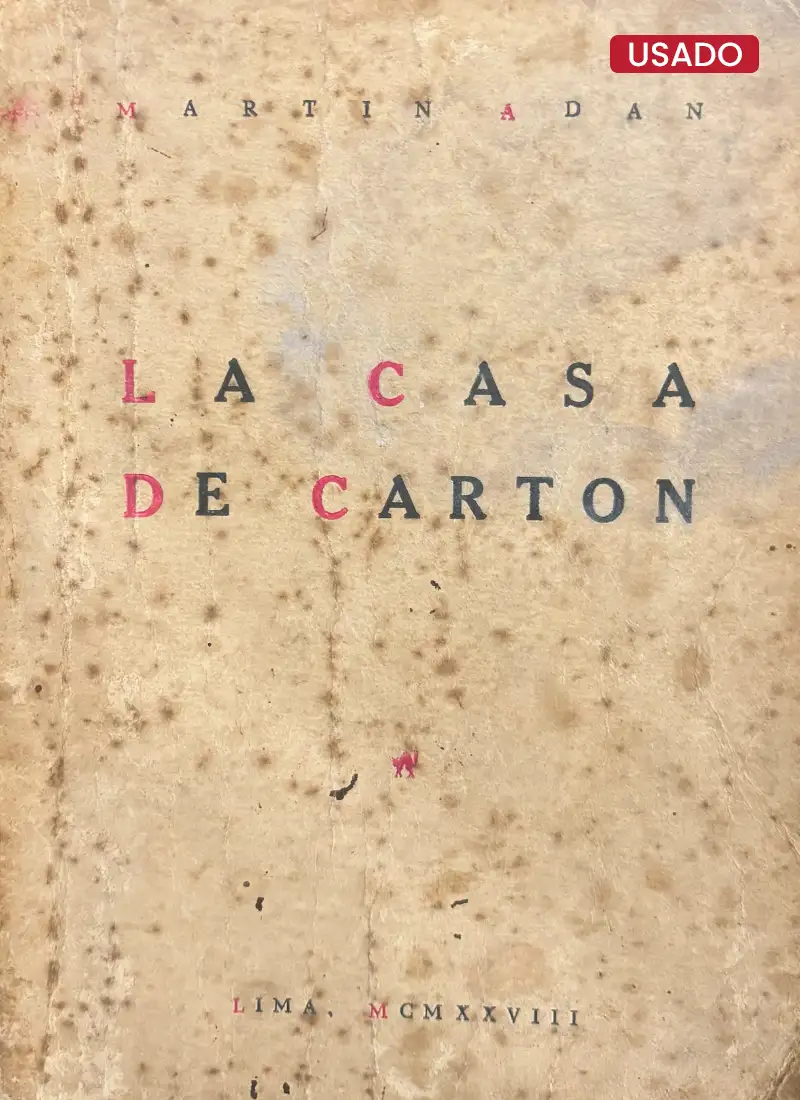 USADO
MARTIN ADAN
LA CASA
DE CARTON
LIMA, MCMXXVIII